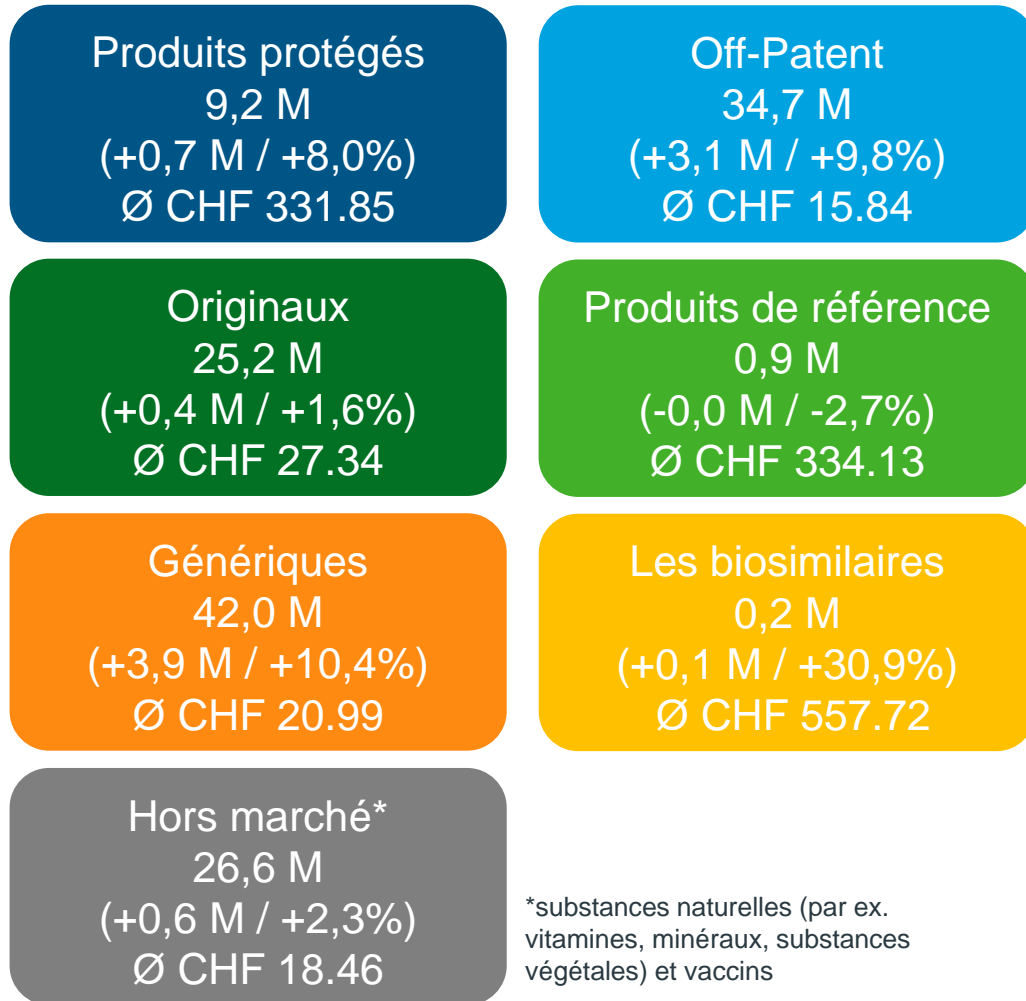 Produits protégés
9,2 M
(+0,7 M / +8,0%)
Ø CHF 331.85
Off-Patent
34,7 M
(+3,1 M / +9,8%)
Ø CHF 15.84
Originaux
25,2 M
(+0,4 M / +1,6%)
Ø CHF 27.34
Produits de référence
0,9 M
(-0,0 M / -2,7%)
Ø CHF 334.13
Génériques
42,0 M
(+3,9 M / +10,4%)
Ø CHF 20.99
Les biosimilaires
0,2 M
(+0,1 M / +30,9%)
Ø CHF 557.72
Hors marché*
26,6 M
(+0,6 M / +2,3%)
Ø CHF 18.46
*substances naturelles (par ex.
vitamines, minéraux, substances
végétales) et vaccins